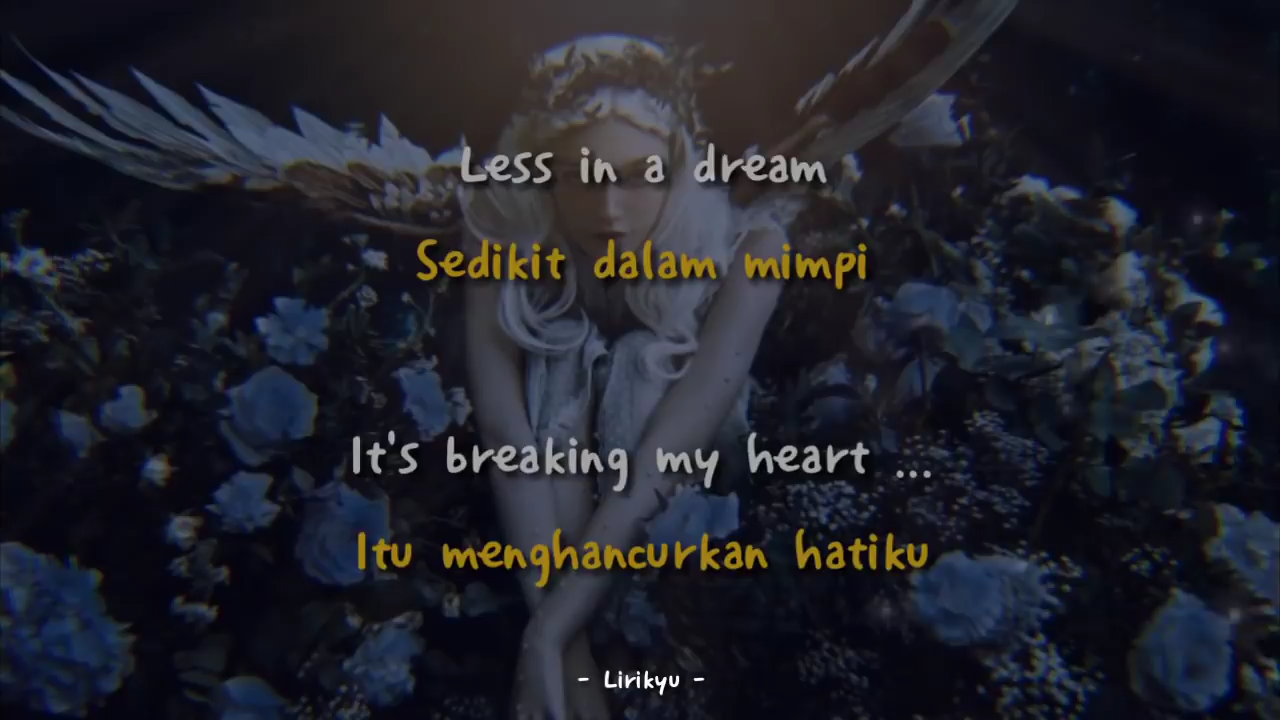 Less in a dream
Sedikit dalam mimpi
It's breaking my heart ...
Itu menghancurkan hatiku
- Lirikyu -